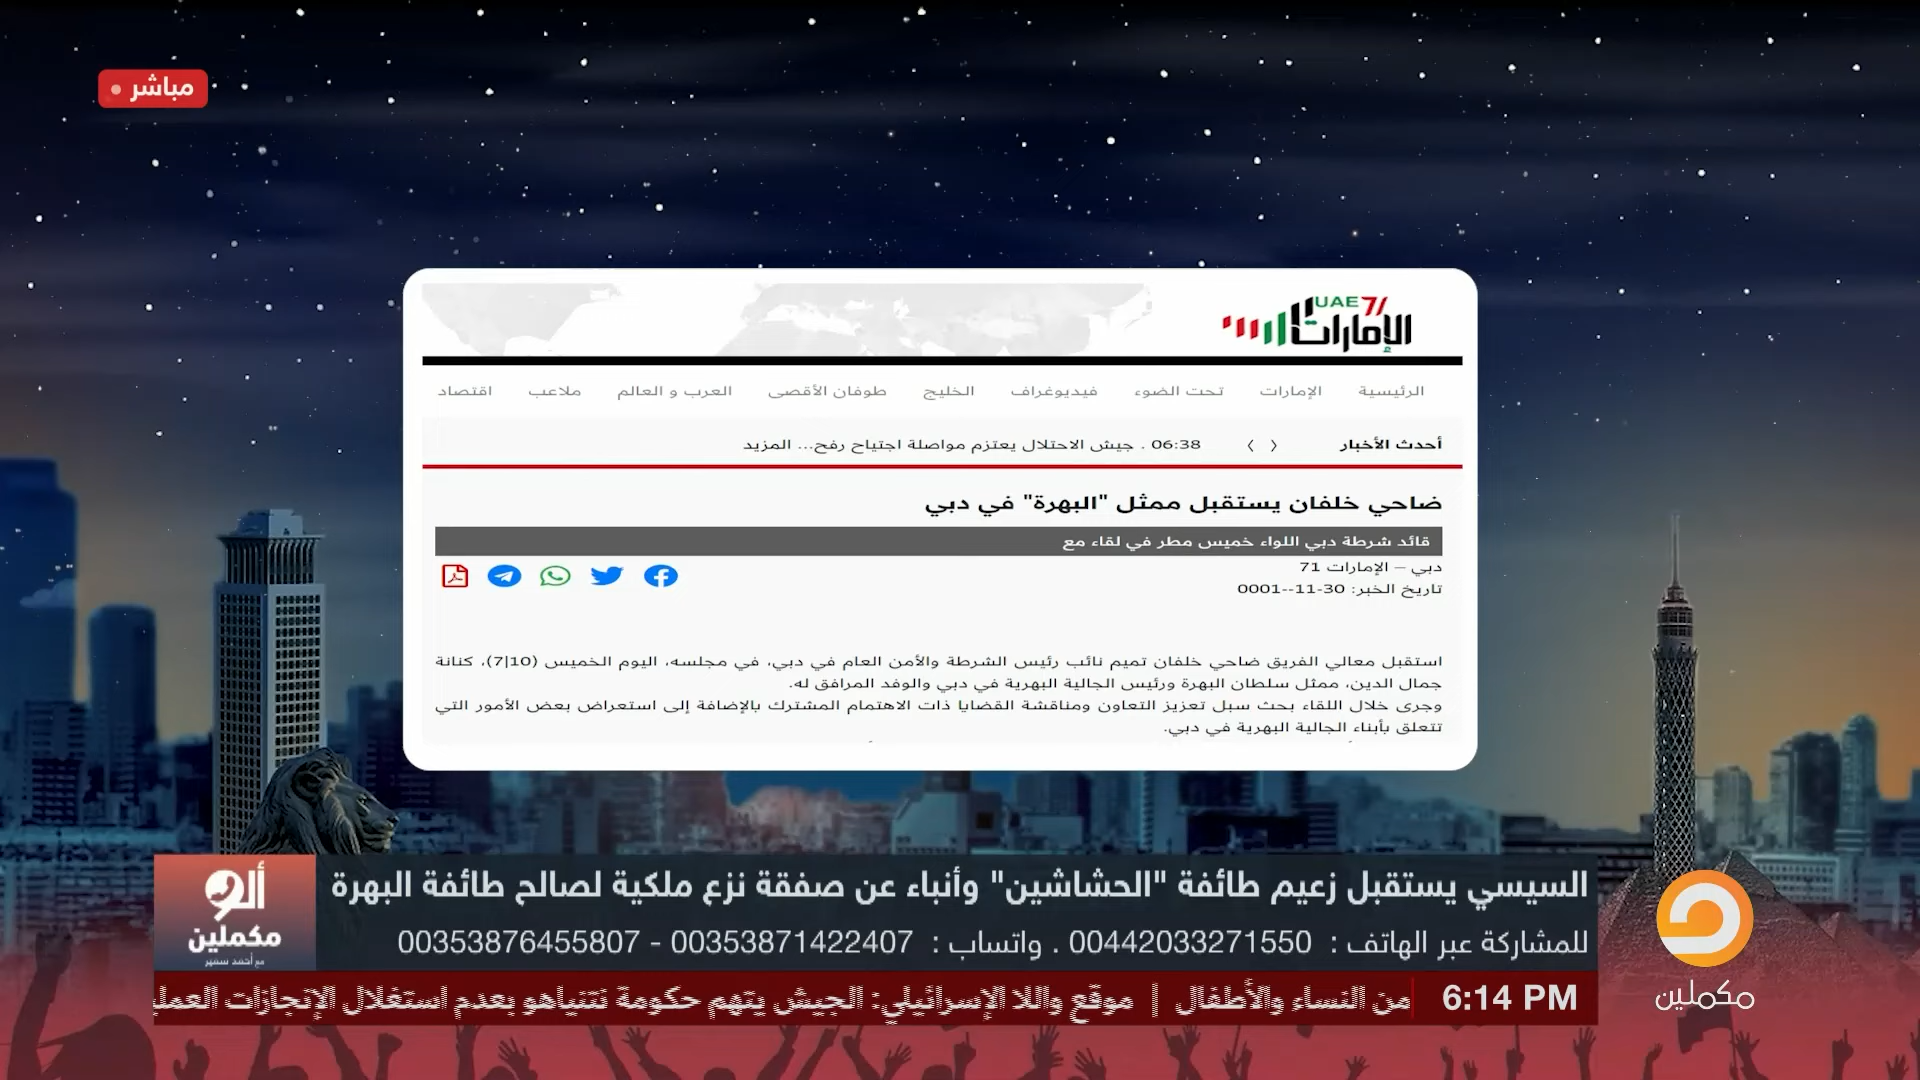 مباشر
UAE 71
الإمارات
الرئيسية الإمارات تحت الضوء فيديوغراف الخليج طوفان الأقصى العرب و العالم ملاعب اقتصاد
أحدث الأخبار 06:38 . جيش الاحتلال يعتزم مواصلة اجتياح رفح... المزيد
ضاحي خلفان يستقبل ممثل "البهرة" في دبي
قائد شرطة دبي اللواء خميس مطر في لقاء مع
دبي – الإمارات 71
تاريخ الخبر: 30-11--0001
استقبل معالي الفريق ضاحي خلفان تميم نائب رئيس الشرطة والأمن العام في دبي، في مجلسه، اليوم الخميس (10|7)، كنانة
جمال الدين، ممثل سلطان البهرة ورئيس الجالية البهرية في دبي والوفد المرافق له.
وجرى خلال اللقاء بحث سبل تعزيز التعاون ومناقشة القضايا ذات الاهتمام المشترك بالإضافة إلى استعراض بعض الأمور التي
تتعلق بأبناء الجالية البهرية في دبي.
السيسي يستقبل زعيم طائفة "الحشاشين" وأنباء عن صفقة نزع ملكية لصالح طائفة البهرة
للمشاركة عبر الهاتف : 00442033271550 . واتساب : 00353871422407 - 00353876455807
ألو
مكملين
مع أحمد سمير
6:14 PM
من النساء والأطفال | موقع واللا الإسرائيلي: الجيش يتهم حكومة نتنياهو بعدم استغلال الإنجازات
مكملين